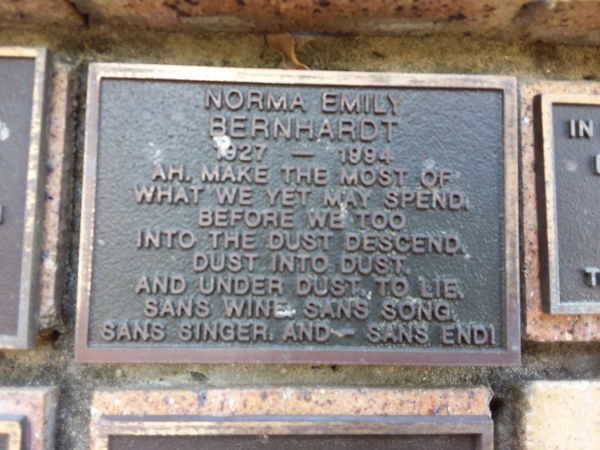 NORMA EMILY
BERNHARDT
1927 — 1994
AH, MAKE THE MOST OF
WHAT WE YET MAY SPEND,
BEFORE WE TOO
INTO THE DUST DESCEND,
DUST INTO DUST,
AND UNDER DUST, TO LIE,
SANS WINE, SANS SONG,
SANS SINGER, AND – SANS END!
IN